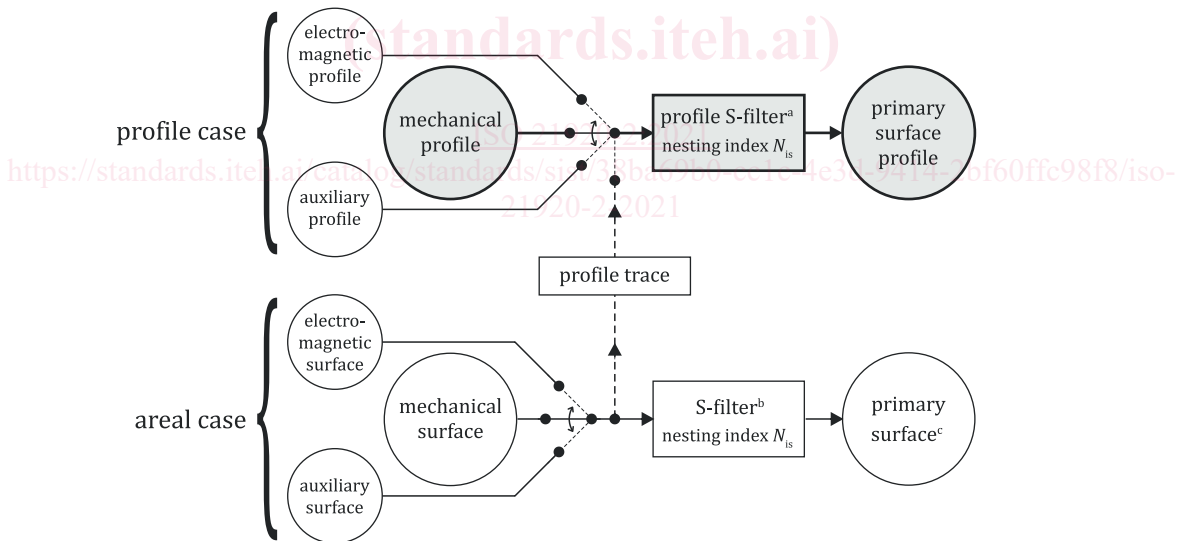 (standards.iteh.ai)
electro-
magnetic
profile
profile case
mechanical
profile
auxiliary
profile
profile S-filterᵃ
nesting index Nis
primary
surface
profile
ISO 21920-2:2021
https://standards.iteh.ai/catalog/standards/sist/38ba69b0-ee1c-4e3d-9414-2bf60ffc98f8/iso-
21920-2-2021
profile trace
electro-
magnetic
surface
areal case
mechanical
surface
auxiliary
surface
S-filterᵇ
nesting index Nis
primary
surfaceᶜ